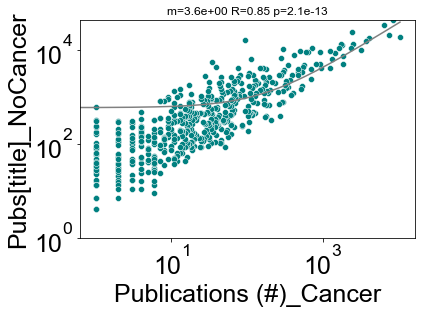 m=3.6e+00 R=0.85 p=2.1e-13
Pubs[title]_NoCancer
10^4
10^2
10^0
10^1
10^3
Publications (#)_Cancer